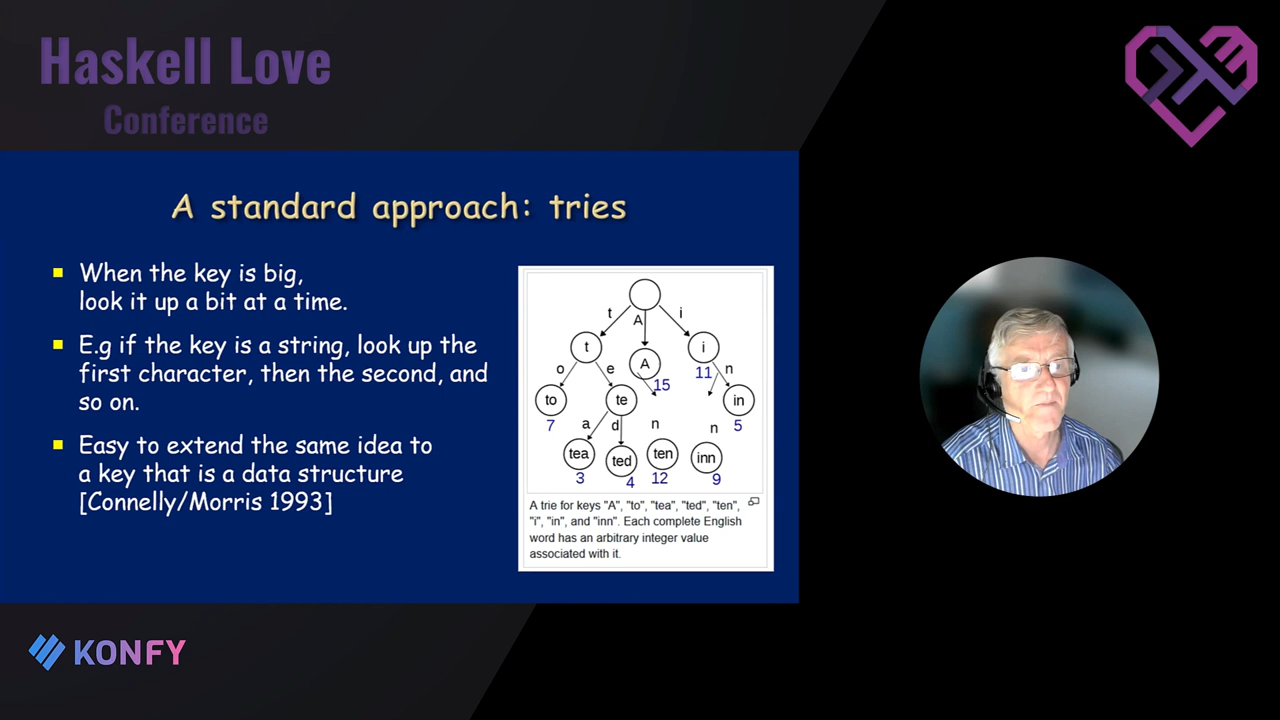 Haskell Love
Conference
A standard approach: tries
When the key is big,
look it up a bit at a time.
E.g if the key is a string, look up the
first character, then the second, and
so on.
Easy to extend the same idea to
a key that is a data structure
[Connelly/Morris 1993]
t
A
i
t
A
i
15
11
o
e
n
to
te
in
7
5
a
d
n
n
tea
ted
ten
inn
3
4
12
9
A trie for keys "A", "to", "tea", "ted", "ten",
"i", "in", and "inn". Each complete English
word has an arbitrary integer value
associated with it.
KONFY